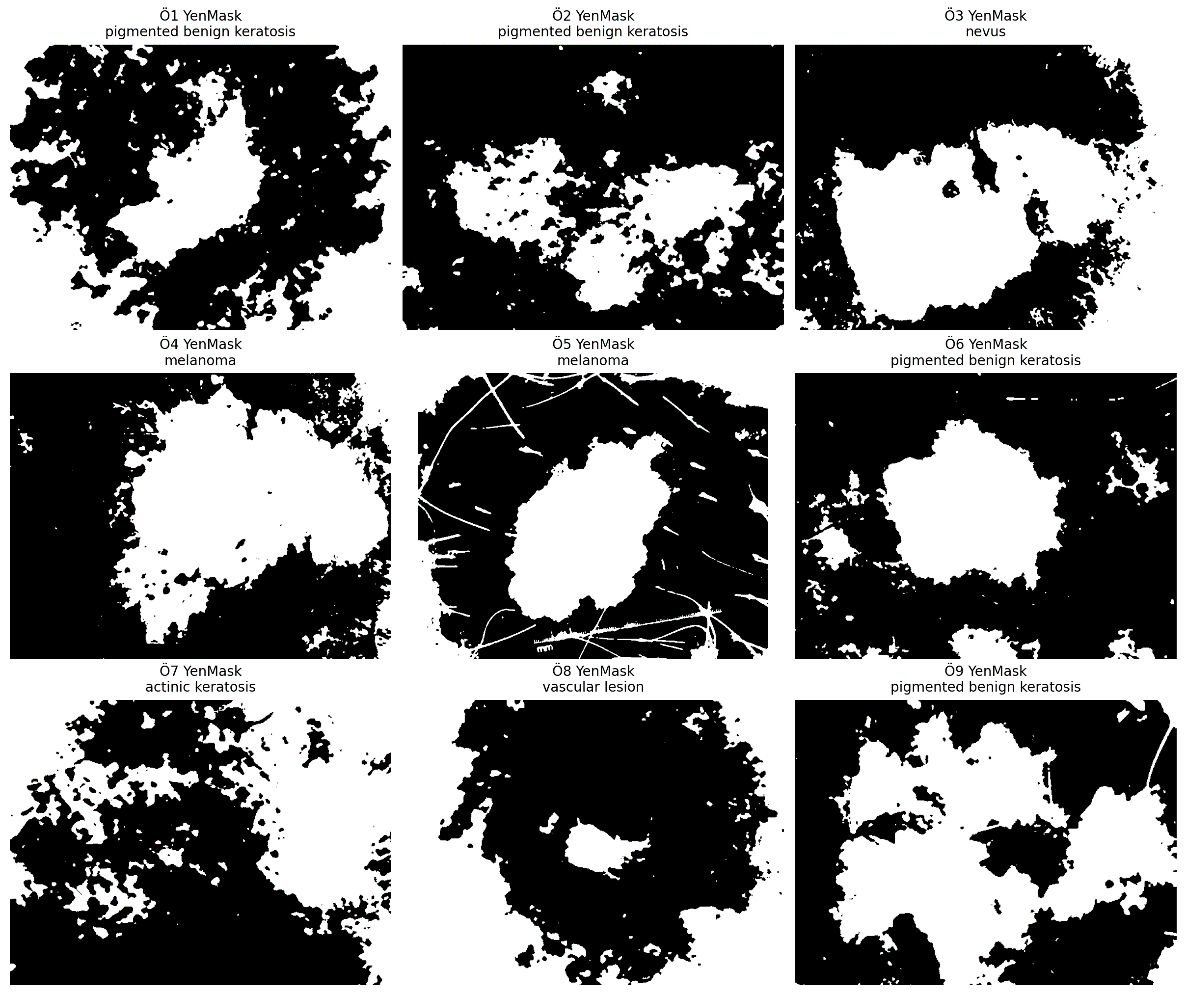 Ö1 YenMask
pigmented benign keratosis
Ö2 YenMask
pigmented benign keratosis
Ö3 YenMask
nevus
Ö4 YenMask
melanoma
Ö5 YenMask
melanoma
Ö6 YenMask
pigmented benign keratosis
Ö7 YenMask
actinic keratosis
Ö8 YenMask
vascular lesion
Ö9 YenMask
pigmented benign keratosis